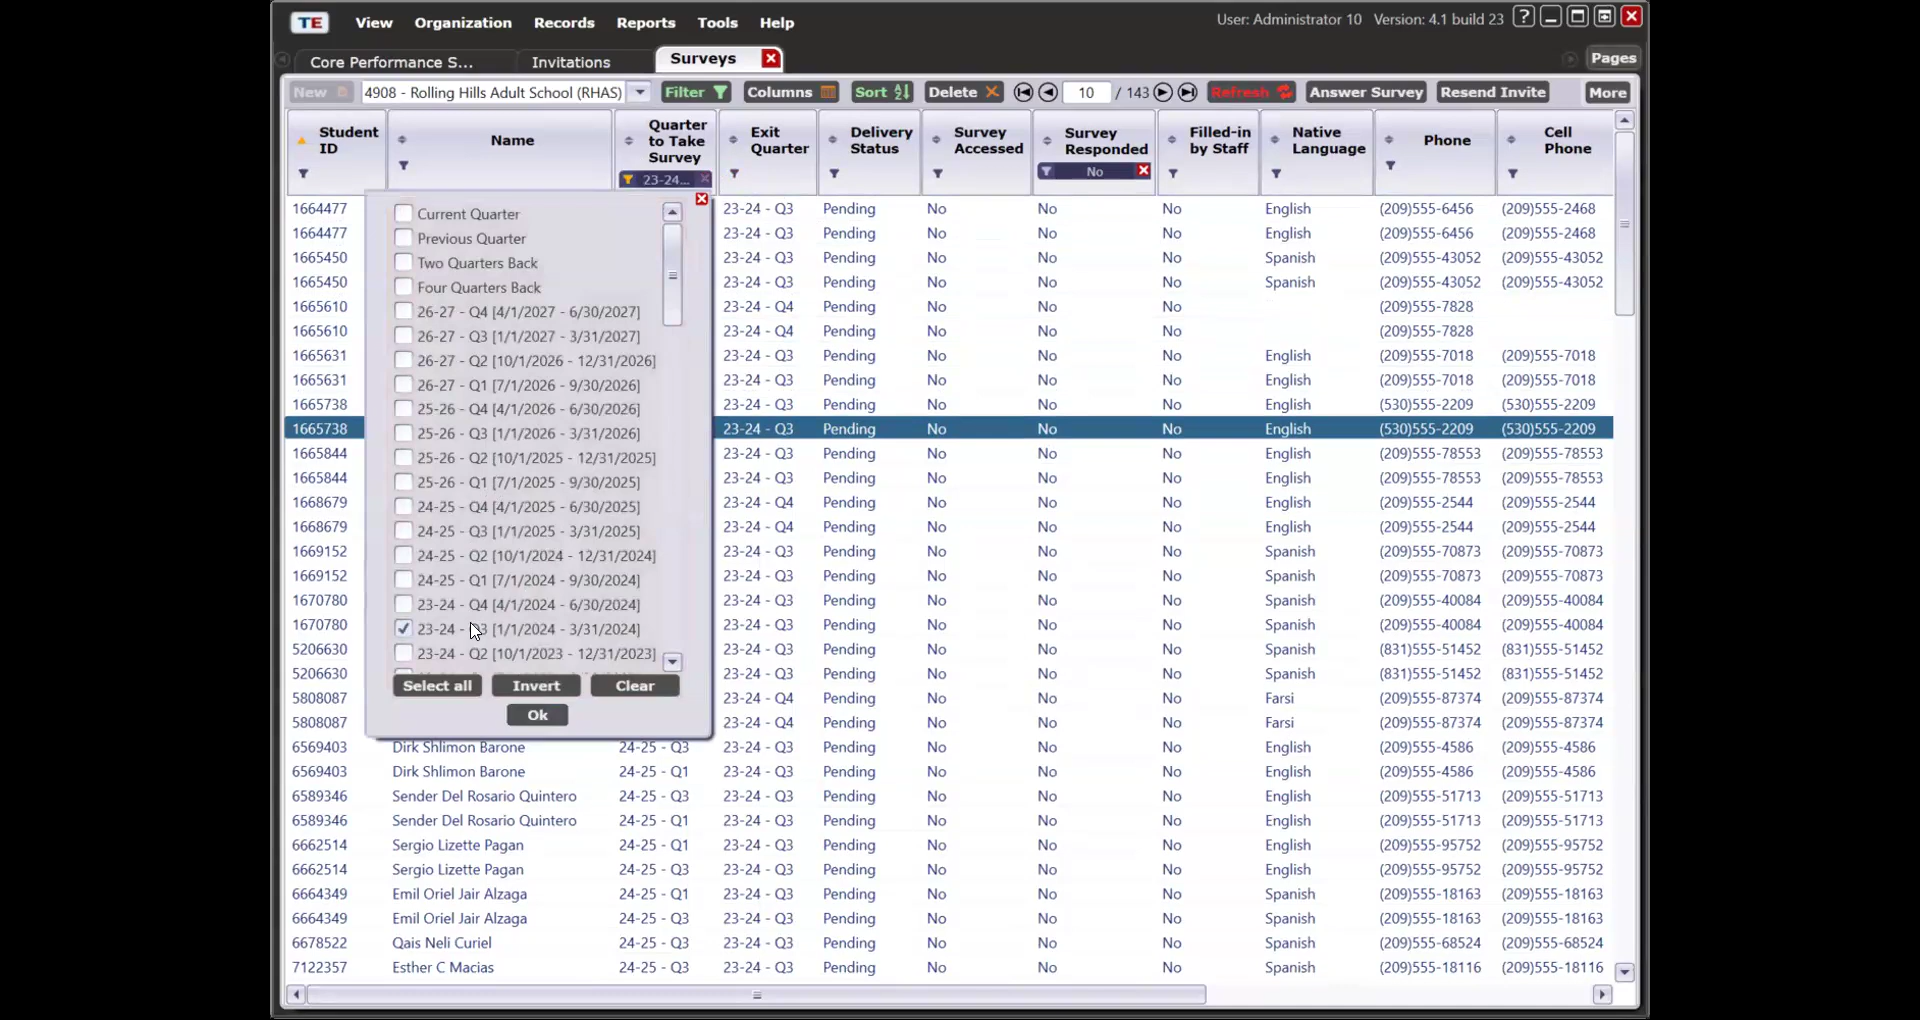 TE View Organization Records Reports Tools Help User: Administrator 10 Version: 4.1 build 23 ?
Core Performance S... Invitations Surveys Pages
New 4908 - Rolling Hills Adult School (RHAS) Filter Columns Sort Delete 10 / 143 Refresh Answer Survey Resend Invite More
Student ID Name Quarter to Take Survey Exit Quarter Delivery Status Survey Accessed Survey Responded Filled-in by Staff Native Language Phone Cell Phone
23-24... No
Current Quarter
Previous Quarter
Two Quarters Back
Four Quarters Back
26-27 - Q4 [4/1/2027 - 6/30/2027]
26-27 - Q3 [1/1/2027 - 3/31/2027]
26-27 - Q2 [10/1/2026 - 12/31/2026]
26-27 - Q1 [7/1/2026 - 9/30/2026]
25-26 - Q4 [4/1/2026 - 6/30/2026]
25-26 - Q3 [1/1/2026 - 3/31/2026]
25-26 - Q2 [10/1/2025 - 12/31/2025]
25-26 - Q1 [7/1/2025 - 9/30/2025]
24-25 - Q4 [4/1/2025 - 6/30/2025]
24-25 - Q3 [1/1/2025 - 3/31/2025]
24-25 - Q2 [10/1/2024 - 12/31/2024]
24-25 - Q1 [7/1/2024 - 9/30/2024]
23-24 - Q4 [4/1/2024 - 6/30/2024]
23-24 - Q3 [1/1/2024 - 3/31/2024]
23-24 - Q2 [10/1/2023 - 12/31/2023]
Select all Invert Clear
Ok
1664477 23-24 - Q3 Pending No No No English (209)555-6456 (209)555-2468
1664477 23-24 - Q3 Pending No No No English (209)555-6456 (209)555-2468
1665450 23-24 - Q3 Pending No No No Spanish (209)555-43052 (209)555-43052
1665450 23-24 - Q3 Pending No No No Spanish (209)555-43052 (209)555-43052
1665610 23-24 - Q4 Pending No No No (209)555-7828
1665610 23-24 - Q4 Pending No No No (209)555-7828
1665631 23-24 - Q3 Pending No No No English (209)555-7018 (209)555-7018
1665631 23-24 - Q3 Pending No No No English (209)555-7018 (209)555-7018
1665738 23-24 - Q3 Pending No No No English (530)555-2209 (530)555-2209
1665738 23-24 - Q3 Pending No No No English (530)555-2209 (530)555-2209
1665844 23-24 - Q3 Pending No No No English (209)555-78553 (209)555-78553
1665844 23-24 - Q3 Pending No No No English (209)555-78553 (209)555-78553
1668679 23-24 - Q4 Pending No No No English (209)555-2544 (209)555-2544
1668679 23-24 - Q4 Pending No No No English (209)555-2544 (209)555-2544
1669152 23-24 - Q3 Pending No No No Spanish (209)555-70873 (209)555-70873
1669152 23-24 - Q3 Pending No No No Spanish (209)555-70873 (209)555-70873
1670780 23-24 - Q3 Pending No No No Spanish (209)555-40084 (209)555-40084
1670780 23-24 - Q3 Pending No No No Spanish (209)555-40084 (209)555-40084
5206630 23-24 - Q3 Pending No No No Spanish (831)555-51452 (831)555-51452
5206630 23-24 - Q3 Pending No No No Spanish (831)555-51452 (831)555-51452
5808087 23-24 - Q4 Pending No No No Farsi (209)555-87374 (209)555-87374
5808087 23-24 - Q4 Pending No No No Farsi (209)555-87374 (209)555-87374
6569403 Dirk Shlimon Barone 24-25 - Q3 23-24 - Q3 Pending No No No English (209)555-4586 (209)555-4586
6569403 Dirk Shlimon Barone 24-25 - Q1 23-24 - Q3 Pending No No No English (209)555-4586 (209)555-4586
6589346 Sender Del Rosario Quintero 24-25 - Q3 23-24 - Q3 Pending No No No English (209)555-51713 (209)555-51713
6589346 Sender Del Rosario Quintero 24-25 - Q1 23-24 - Q3 Pending No No No English (209)555-51713 (209)555-51713
6662514 Sergio Lizette Pagan 24-25 - Q1 23-24 - Q3 Pending No No No English (209)555-95752 (209)555-95752
6662514 Sergio Lizette Pagan 24-25 - Q3 23-24 - Q3 Pending No No No English (209)555-95752 (209)555-95752
6664349 Emil Oriel Jair Alzaga 24-25 - Q1 23-24 - Q3 Pending No No No Spanish (209)555-18163 (209)555-18163
6664349 Emil Oriel Jair Alzaga 24-25 - Q3 23-24 - Q3 Pending No No No Spanish (209)555-18163 (209)555-18163
6678522 Qais Neli Curiel 24-25 - Q3 23-24 - Q3 Pending No No No Spanish (209)555-68524 (209)555-68524
7122357 Esther C Macias 24-25 - Q3 23-24 - Q3 Pending No No No Spanish (209)555-18116 (209)555-18116